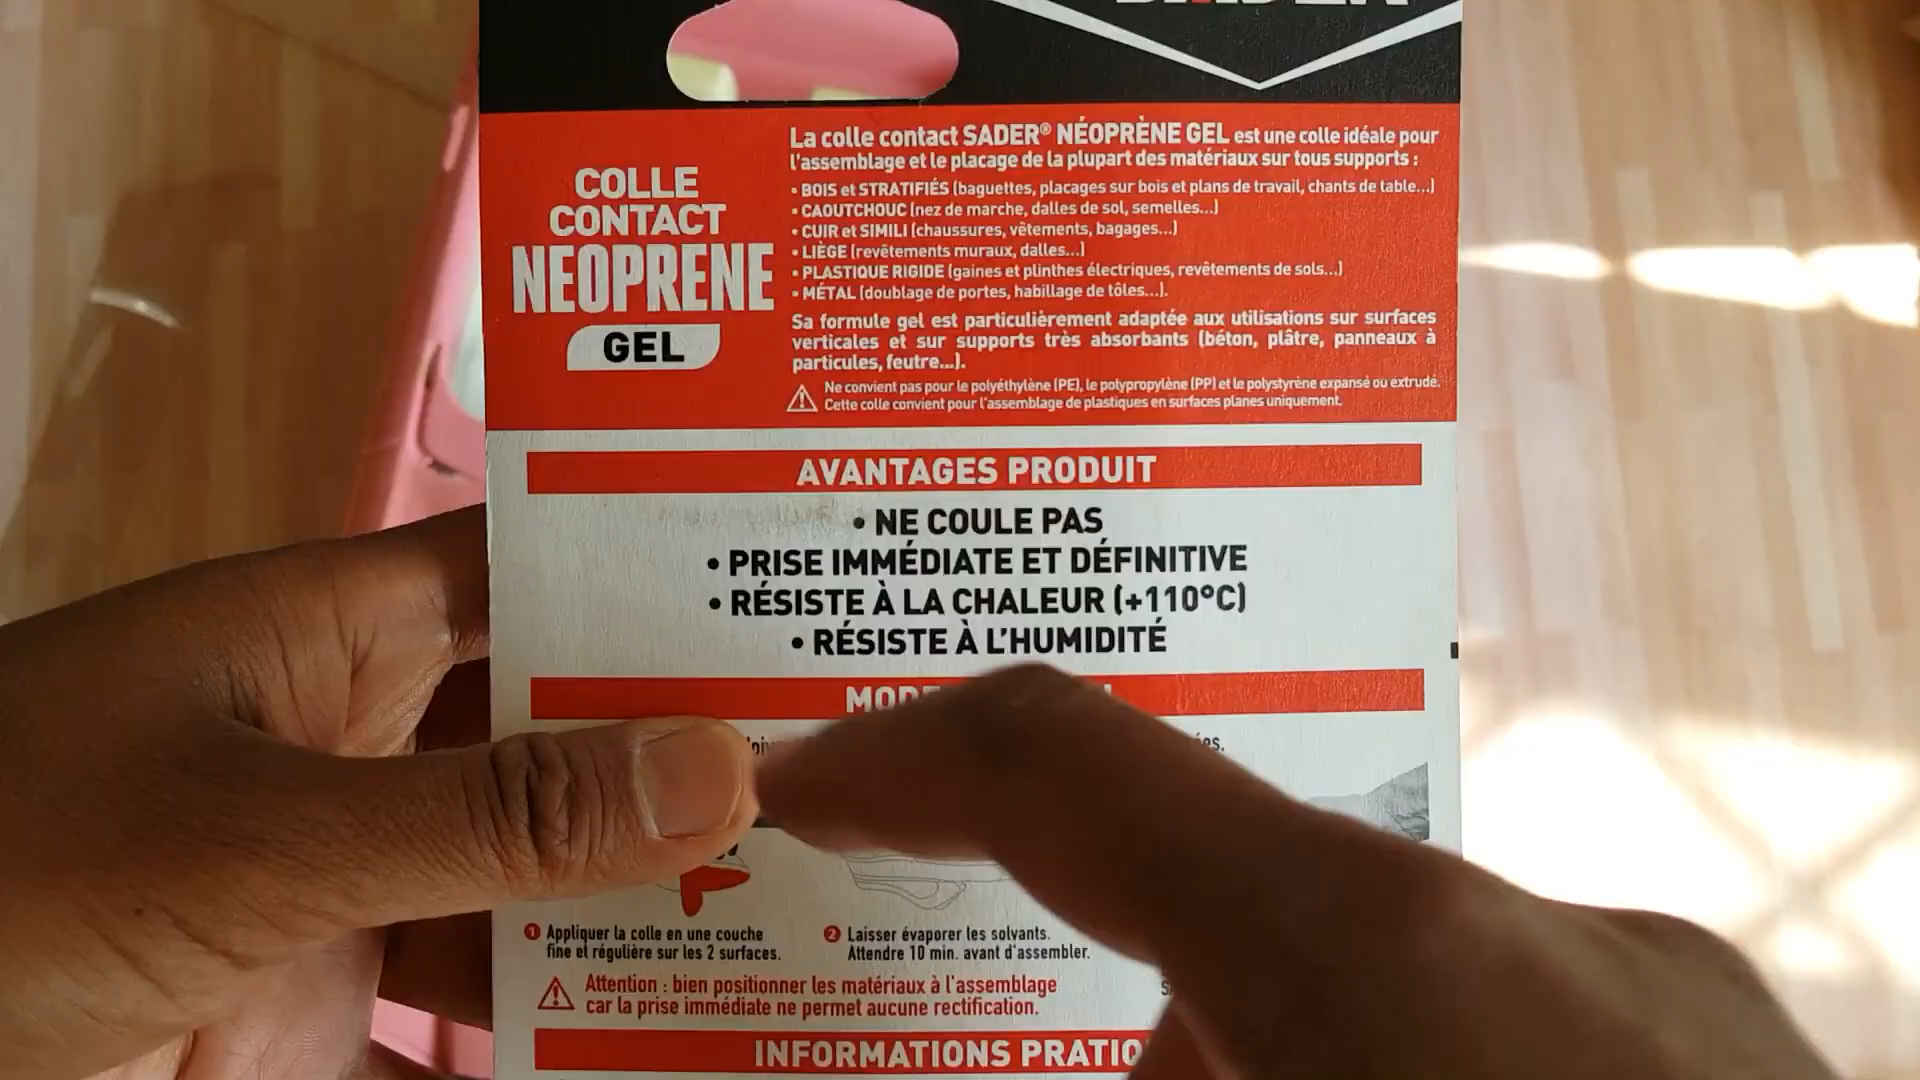 COLLE
CONTACT
NEOPRENE
GEL
La colle contact SADER® NÉOPRÈNE GEL est une colle idéale pour
l'assemblage et le placage de la plupart des matériaux sur tous supports :
• BOIS et STRATIFIÉS (baguettes, placages sur bois et plans de travail, chants de table...)
• CAOUTCHOUC (nez de marche, dalles de sol, semelles...)
• CUIR et SIMILI (chaussures, vêtements, bagages...)
• LIÈGE (revêtements muraux, dalles...)
• PLASTIQUE RIGIDE (gaines et plinthes électriques, revêtements de sols...)
• MÉTAL (doublage de portes, habillage de tôles...).
Sa formule gel est particulièrement adaptée aux utilisations sur surfaces
verticales et sur supports très absorbants (béton, plâtre, panneaux à
particules, feutre...).
Ne convient pas pour le polyéthylène (PE), le polypropylène (PP) et le polystyrène expansé ou extrudé.
Cette colle convient pour l'assemblage de plastiques en surfaces planes uniquement.
AVANTAGES PRODUIT
• NE COULE PAS
• PRISE IMMÉDIATE ET DÉFINITIVE
• RÉSISTE À LA CHALEUR (+110°C)
• RÉSISTE À L'HUMIDITÉ
1 Appliquer la colle en une couche
fine et régulière sur les 2 surfaces.
2 Laisser évaporer les solvants.
Attendre 10 min. avant d'assembler.
Attention : bien positionner les matériaux à l'assemblage
car la prise immédiate ne permet aucune rectification.
INFORMATIONS